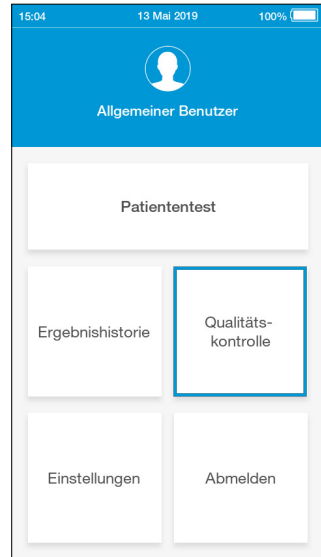 15:04 13 Mai 2019 100%
Allgemeiner Benutzer
Patiententest
Ergebnishistorie
Qualitäts-
kontrolle
Einstellungen
Abmelden